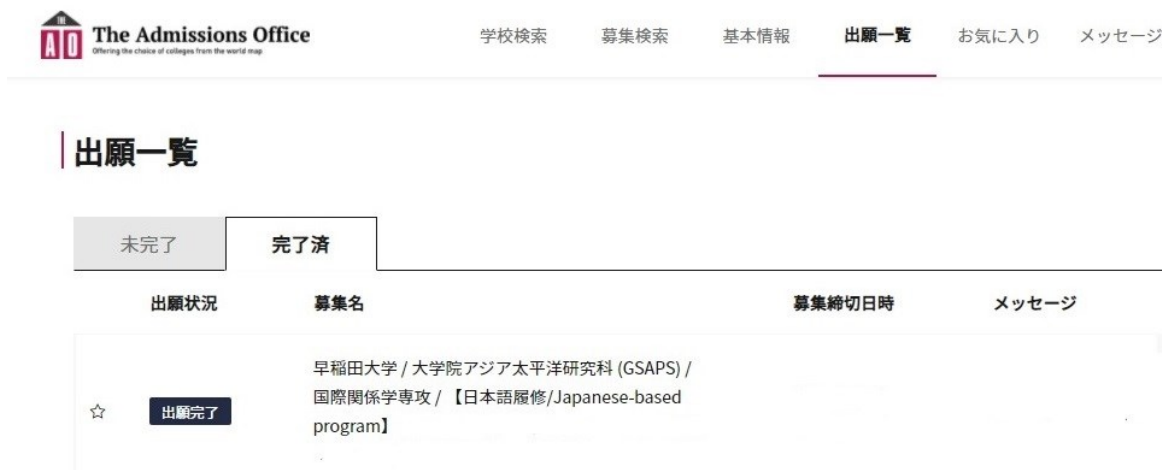 THE
AO
The Admissions Office
Offering the choice of colleges from the world map
学校検索 募集検索 基本情報 出願一覧 お気に入り メッセージ
出願一覧
未完了 完了済
出願状況 募集名 募集締切日時 メッセージ
早稲田大学 / 大学院アジア太平洋研究科 (GSAPS) /
☆ 出願完了 国際関係学専攻 / 【日本語履修/Japanese-based
program】